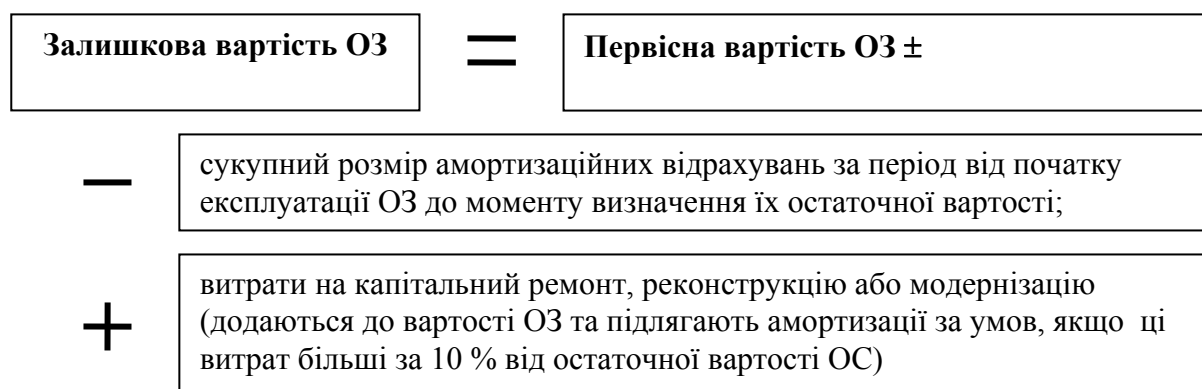 Залишкова вартість ОЗ = Первісна вартість ОЗ ±
− сукупний розмір амортизаційних відрахувань за період від початку
експлуатації ОЗ до моменту визначення їх остаточної вартості;
+ витрати на капітальний ремонт, реконструкцію або модернізацію
(додаються до вартості ОЗ та підлягають амортизації за умов, якщо ці
витрат більші за 10 % від остаточної вартості ОС)